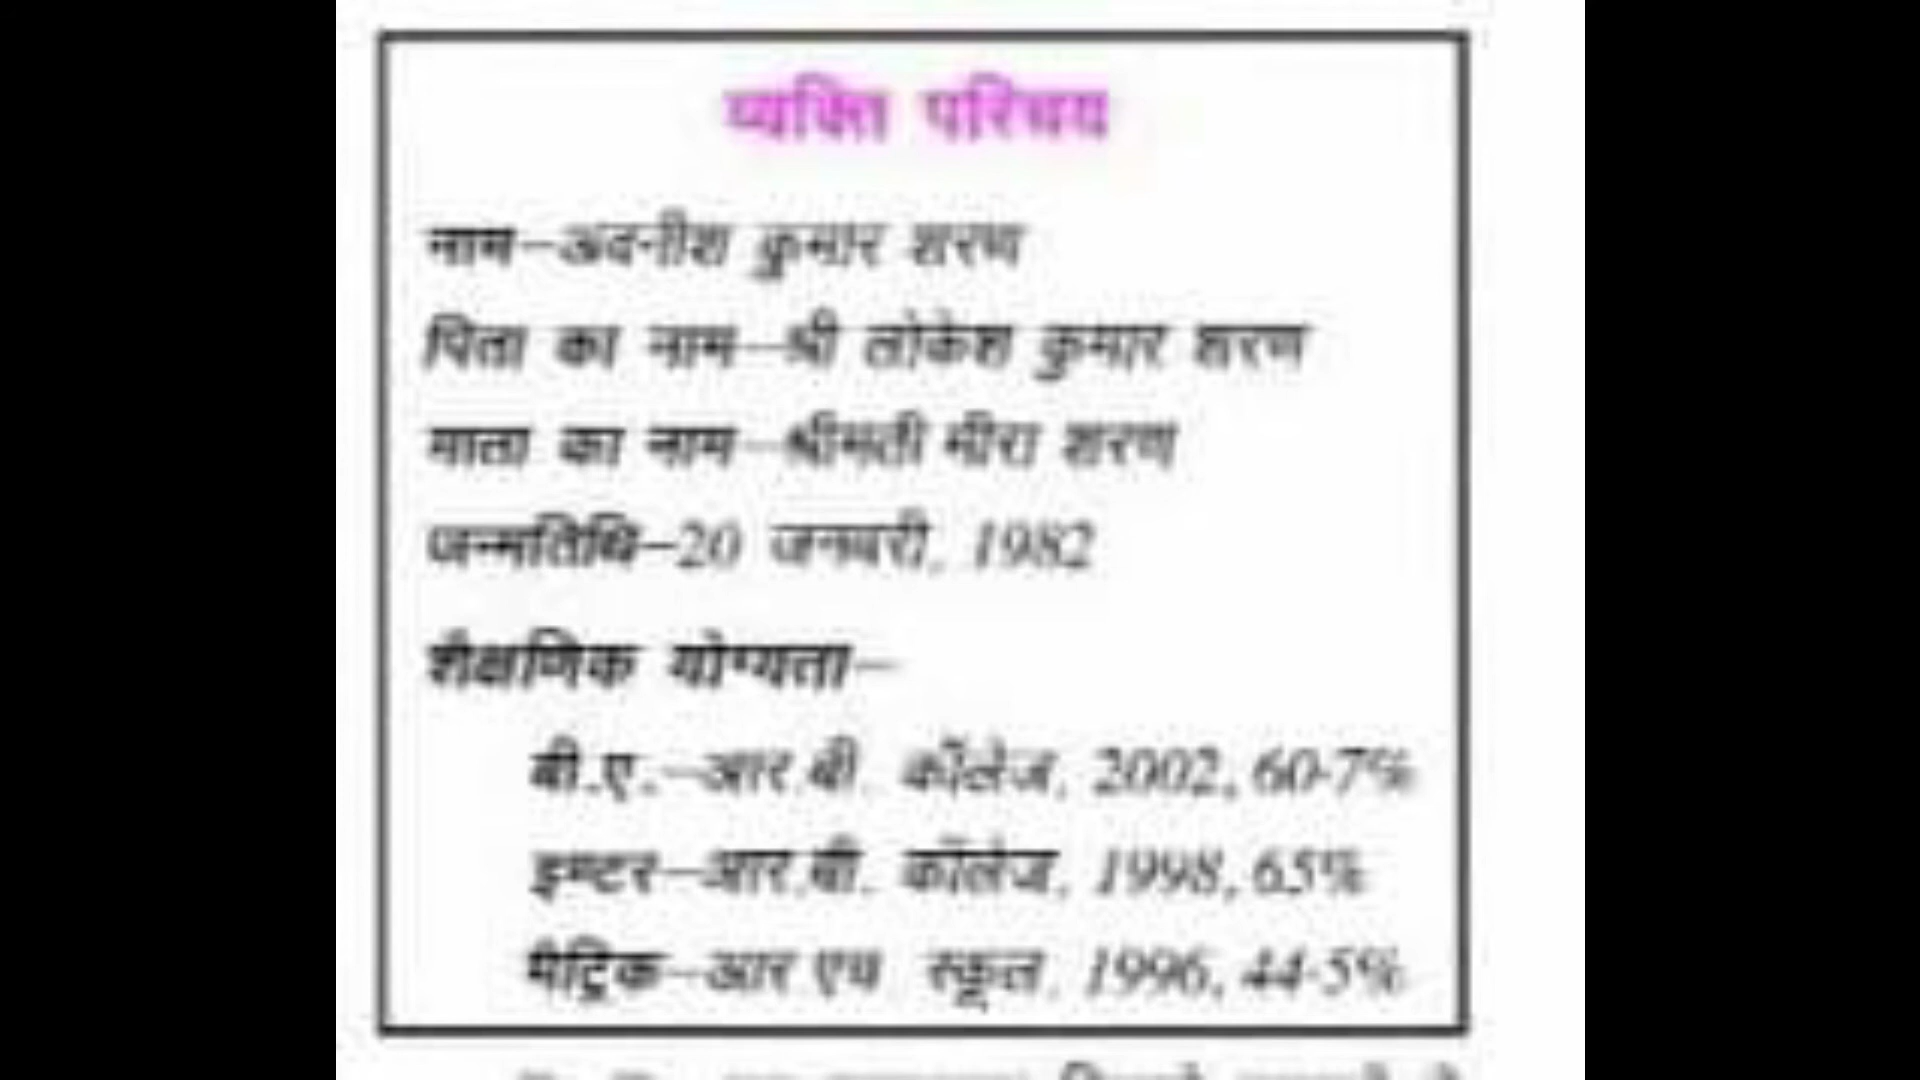 व्यक्ति परिचय
नाम–अवनीश कुमार शरण
पिता का नाम–श्री लोकेश कुमार शरण
माता का नाम–श्रीमती मीरा शरण
जन्मतिथि–20 जनवरी, 1982
शैक्षणिक योग्यता–
बी.ए.–आर.बी. कॉलेज, 2002, 60·7%
इण्टर–आर.बी. कॉलेज, 1998, 65%
मैट्रिक–आर एच स्कूल, 1996, 44·5%